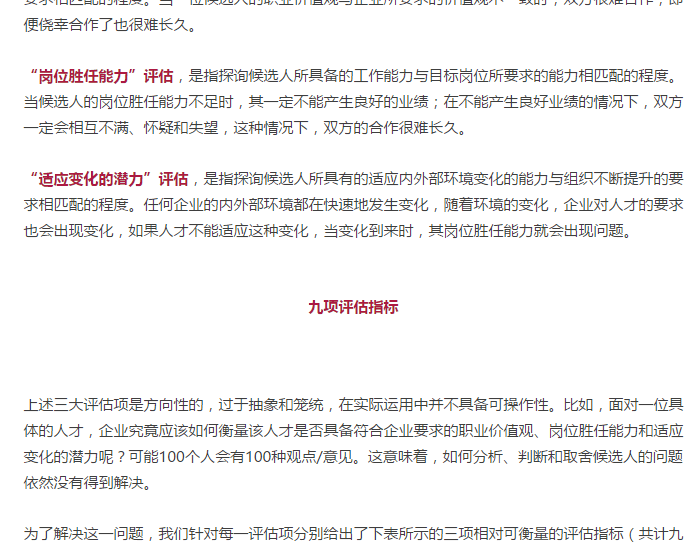 便侥幸合作了也很难长久。
“岗位胜任能力”评估，是指探询候选人所具备的工作能力与目标岗位所要求的能力相匹配的程度。
当候选人的岗位胜任能力不足时，其一定不能产生良好的业绩；在不能产生良好业绩的情况下，双方
一定会相互不满、怀疑和失望，这种情况下，双方的合作很难长久。
“适应变化的潜力”评估，是指探询候选人所具有的适应内外部环境变化的能力与组织不断提升的要
求相匹配的程度。任何企业的内外部环境都在快速地发生变化，随着环境的变化，企业对人才的要求
也会出现变化，如果人才不能适应这种变化，当变化到来时，其岗位胜任能力就会出现问题。
九项评估指标
上述三大评估项是方向性的，过于抽象和笼统，在实际运用中并不具备可操作性。比如，面对一位具
体的人才，企业究竟应该如何衡量该人才是否具备符合企业要求的职业价值观、岗位胜任能力和适应
变化的潜力呢？可能100个人会有100种观点/意见。这意味着，如何分析、判断和取舍候选人的问题
依然没有得到解决。
为了解决这一问题，我们针对每一评估项分别给出了下表所示的三项相对可衡量的评估指标（共计九